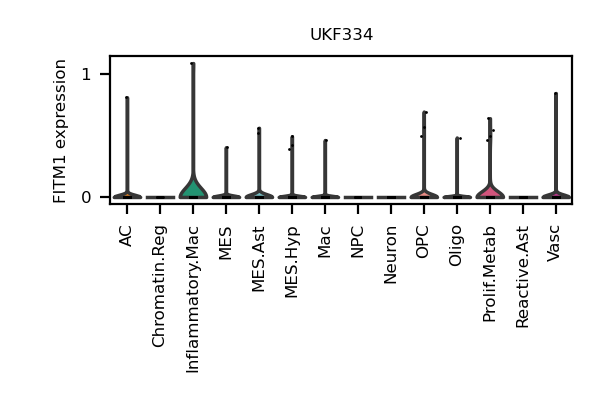 UKF334
FITM1 expression
1
0
AC
Chromatin.Reg
Inflammatory.Mac
MES
MES.Ast
MES.Hyp
Mac
NPC
Neuron
OPC
Oligo
Prolif.Metab
Reactive.Ast
Vasc